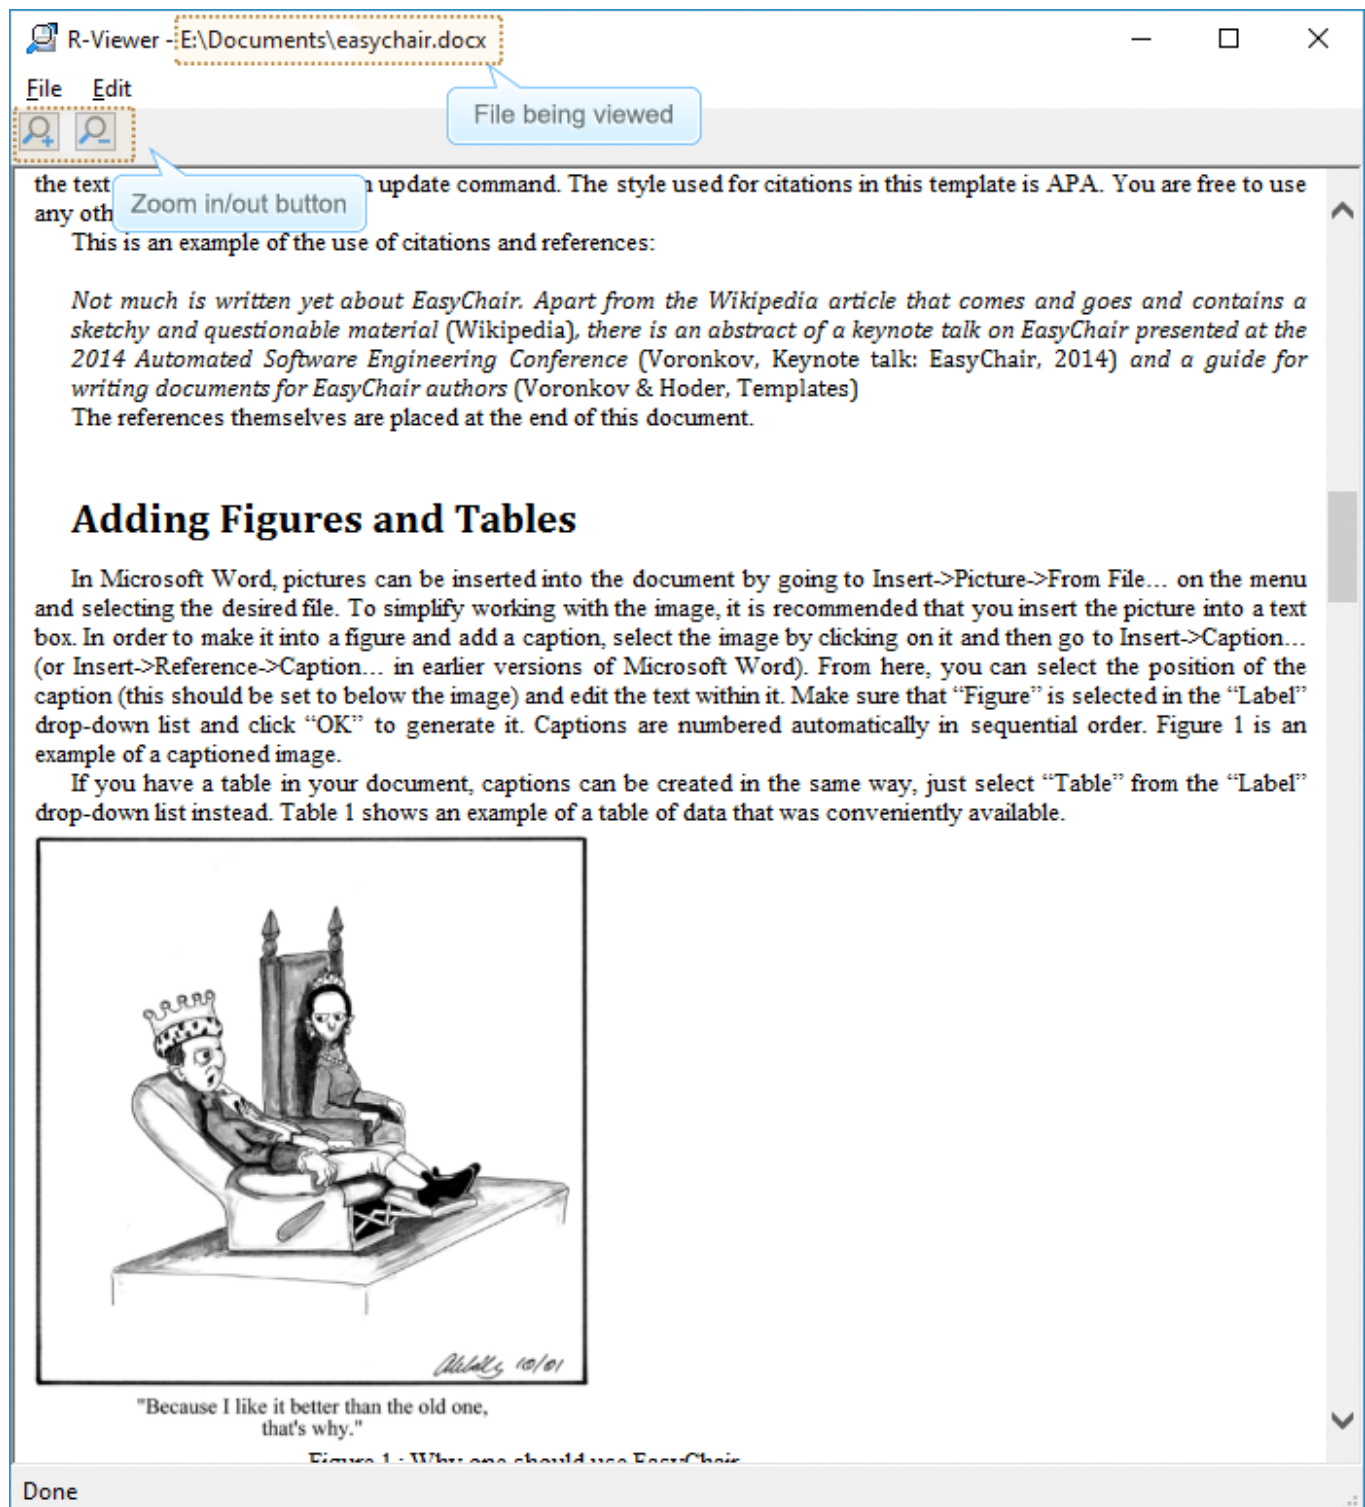 R-Viewer - E:\Documents\easychair.docx
File Edit
File being viewed
Zoom in/out button
the text update command. The style used for citations in this template is APA. You are free to use
any oth
This is an example of the use of citations and references:
Not much is written yet about EasyChair. Apart from the Wikipedia article that comes and goes and contains a
sketchy and questionable material (Wikipedia), there is an abstract of a keynote talk on EasyChair presented at the
2014 Automated Software Engineering Conference (Voronkov, Keynote talk: EasyChair, 2014) and a guide for
writing documents for EasyChair authors (Voronkov & Hoder, Templates)
The references themselves are placed at the end of this document.
Adding Figures and Tables
In Microsoft Word, pictures can be inserted into the document by going to Insert->Picture->From File… on the menu
and selecting the desired file. To simplify working with the image, it is recommended that you insert the picture into a text
box. In order to make it into a figure and add a caption, select the image by clicking on it and then go to Insert->Caption…
(or Insert->Reference->Caption… in earlier versions of Microsoft Word). From here, you can select the position of the
caption (this should be set to below the image) and edit the text within it. Make sure that “Figure” is selected in the “Label”
drop-down list and click “OK” to generate it. Captions are numbered automatically in sequential order. Figure 1 is an
example of a captioned image.
If you have a table in your document, captions can be created in the same way, just select “Table” from the “Label”
drop-down list instead. Table 1 shows an example of a table of data that was conveniently available.
10/01
"Because I like it better than the old one,
that's why."
Figure 1 : Why one should use EasyChair
Done